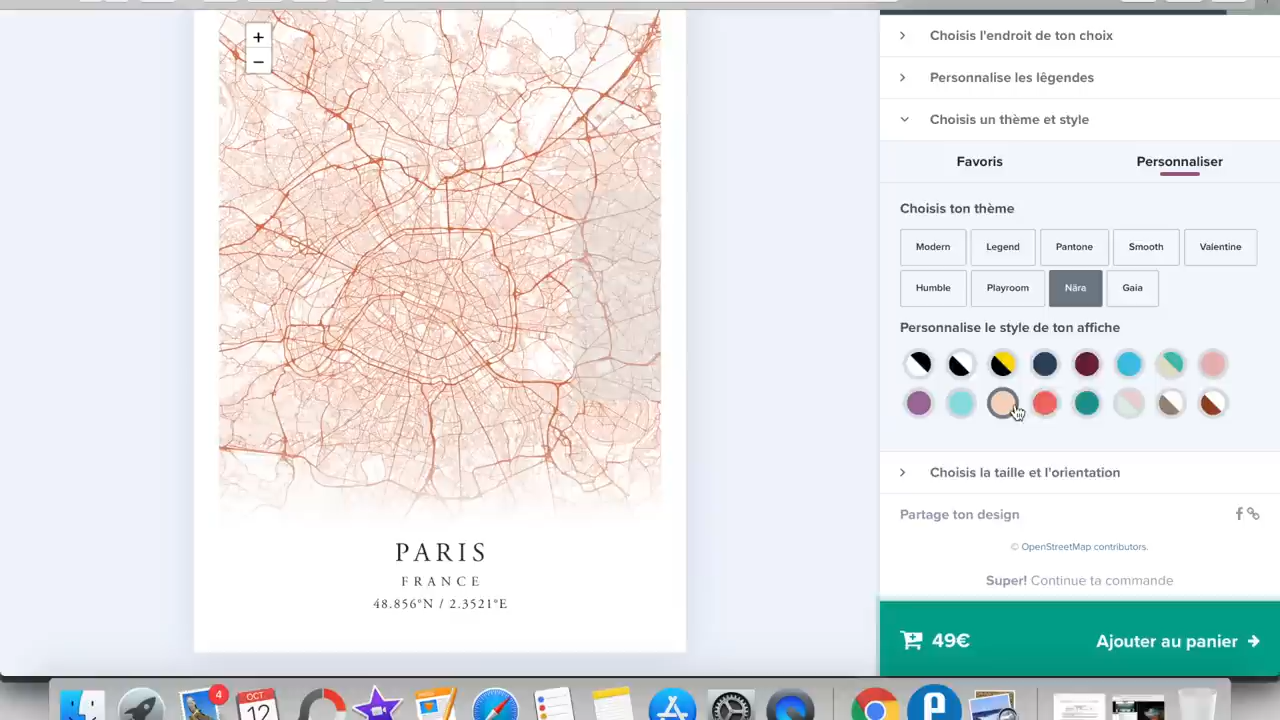 +
−
PARIS
FRANCE
48.856°N / 2.3521°E
Choisis l'endroit de ton choix
Personnalise les légendes
Choisis un thème et style
Favoris Personnaliser
Choisis ton thème
Modern Legend Pantone Smooth Valentine
Humble Playroom Nära Gaia
Personnalise le style de ton affiche
Choisis la taille et l'orientation
Partage ton design
© OpenStreetMap contributors.
Super! Continue ta commande
49€ Ajouter au panier
4
OCT.
12